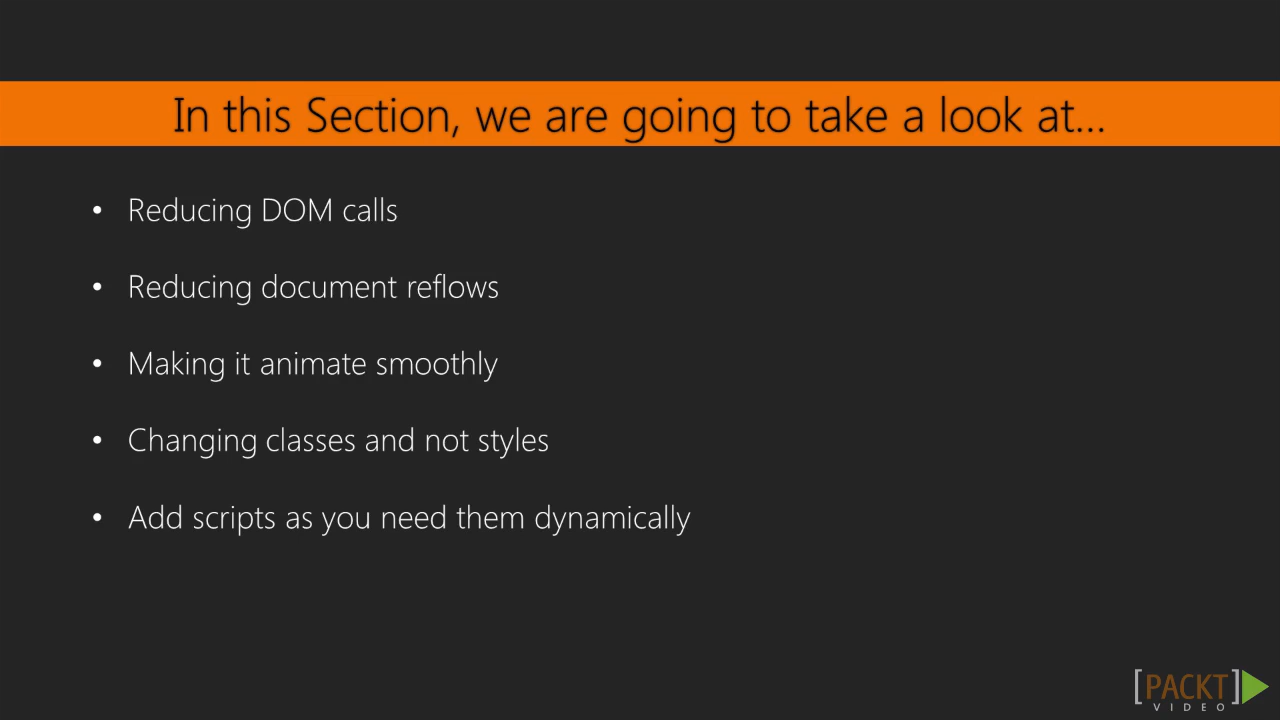 In this Section, we are going to take a look at...
• Reducing DOM calls
• Reducing document reflows
• Making it animate smoothly
• Changing classes and not styles
• Add scripts as you need them dynamically
[PACKT]
VIDEO